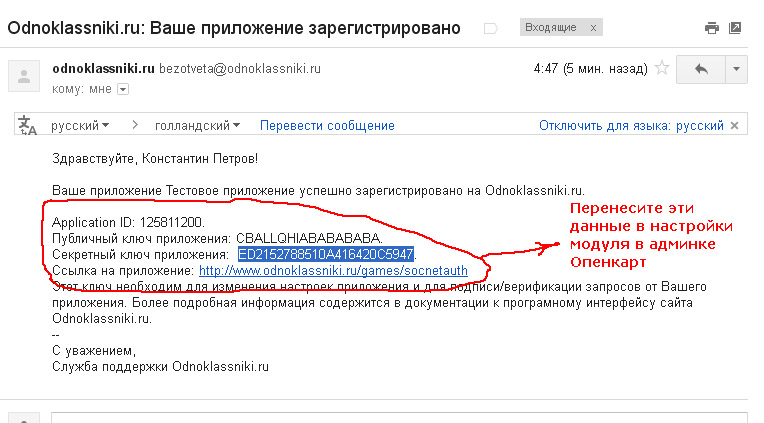 Odnoklassniki.ru: Ваше приложение зарегистрировано
Входящие x
odnoklassniki.ru bezotveta@odnoklassniki.ru
4:47 (5 мин. назад)
кому: мне
русский
голландский
Перевести сообщение
Отключить для языка: русский
Здравствуйте, Константин Петров!
Ваше приложение Тестовое приложение успешно зарегистрировано на Odnoklassniki.ru.
Application ID: 125811200.
Публичный ключ приложения: CBALLQHIABABABABA.
Секретный ключ приложения: ED2152788510A416420C5947.
Ссылка на приложение: http://www.odnoklassniki.ru/games/socnetauth
Этот ключ необходим для изменения настроек приложения и для подписи/верификации запросов от Вашего
приложения. Более подробная информация содержится в документации к програмному интерфейсу сайта
Odnoklassniki.ru.
--
С уважением,
Служба поддержки Odnoklassniki.ru
Перенесите эти
данные в настройки
модуля в админке
Опенкарт